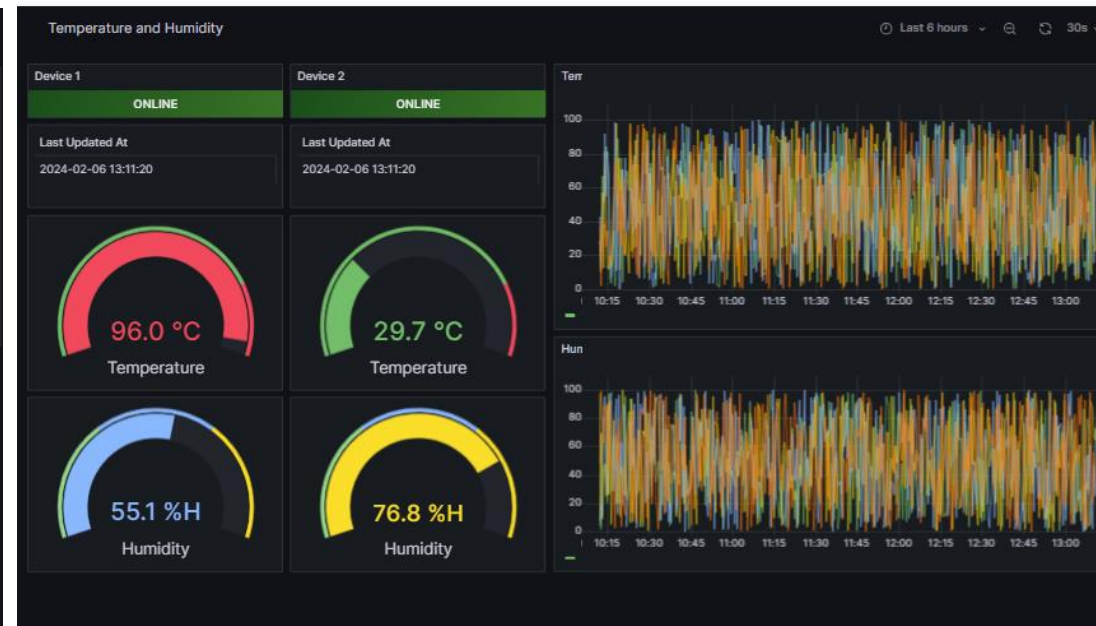 Temperature and Humidity
Last 6 hours
30s
Device 1
ONLINE
Last Updated At
2024-02-06 13:11:20
Device 2
ONLINE
Last Updated At
2024-02-06 13:11:20
96.0 °C
Temperature
29.7 °C
Temperature
55.1 %H
Humidity
76.8 %H
Humidity
Tem
100
80
60
40
20
0
10:15 10:30 10:45 11:00 11:15 11:30 11:45 12:00 12:15 12:30 12:45 13:00
Hum
100
80
60
40
20
0
10:15 10:30 10:45 11:00 11:15 11:30 11:45 12:00 12:15 12:30 12:45 13:00